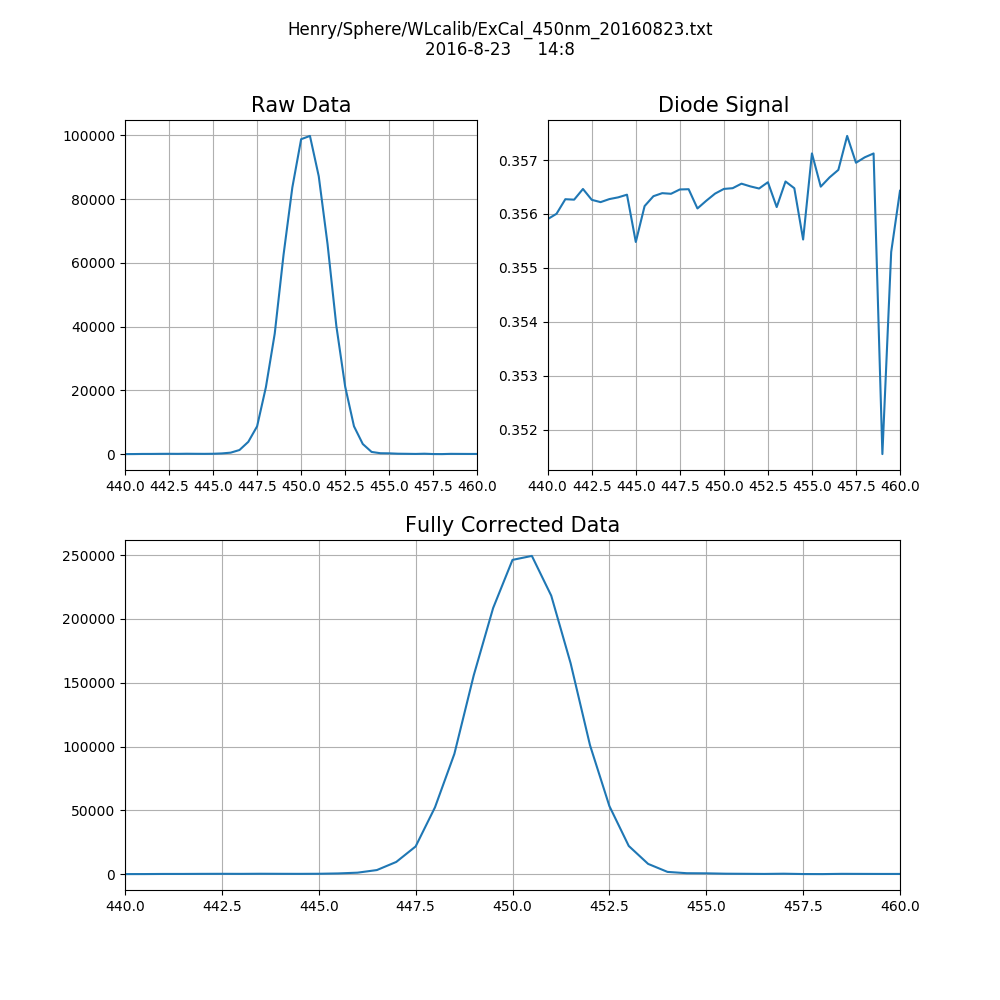 Henry/Sphere/WLcalib/ExCal_450nm_20160823.txt
2016-8-23 14:8
Raw Data
100000
80000
60000
40000
20000
0
440.0 442.5 445.0 447.5 450.0 452.5 455.0 457.5 460.0
Diode Signal
0.357
0.356
0.355
0.354
0.353
0.352
440.0 442.5 445.0 447.5 450.0 452.5 455.0 457.5 460.0
Fully Corrected Data
250000
200000
150000
100000
50000
0
440.0 442.5 445.0 447.5 450.0 452.5 455.0 457.5 460.0